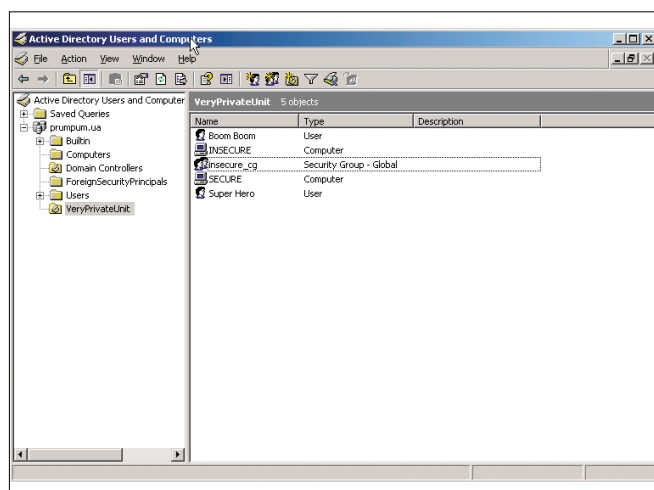 Active Directory Users and Computers
File Action View Window Help
Active Directory Users and Computer
Saved Queries
prumpum.ua
Builtin
Computers
Domain Controllers
ForeignSecurityPrincipals
Users
VeryPrivateUnit
VeryPrivateUnit 5 objects
Name Type Description
Boom Boom User
INSECURE Computer
insecure_cg Security Group - Global
SECURE Computer
Super Hero User